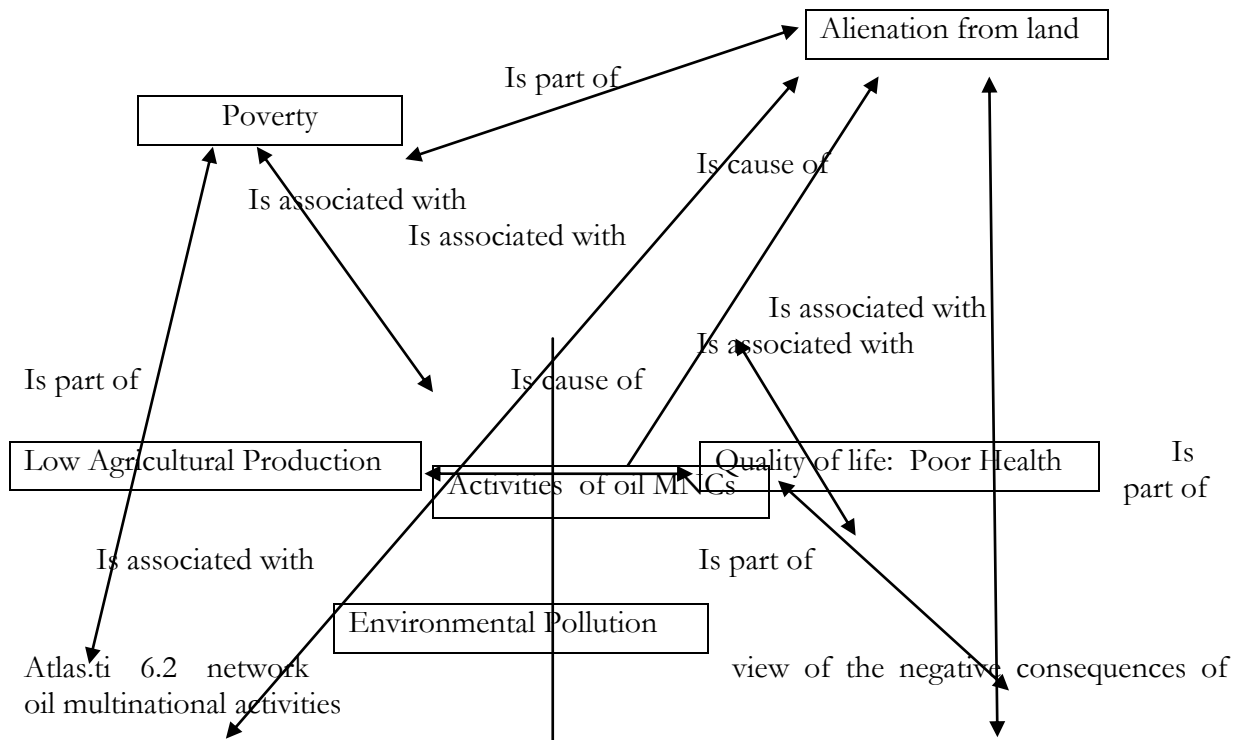 Alienation from land
Is part of
Poverty
Is cause of
Is associated with
Is associated with
Is associated with
Is associated with
Is part of
Is cause of
Low Agricultural Production
Quality of life:  Poor Health
Is
part of
Activities  of oil MNCs
Is associated with
Is part of
Environmental Pollution
Atlas.ti 6.2 network view of the negative consequences of
oil multinational activities